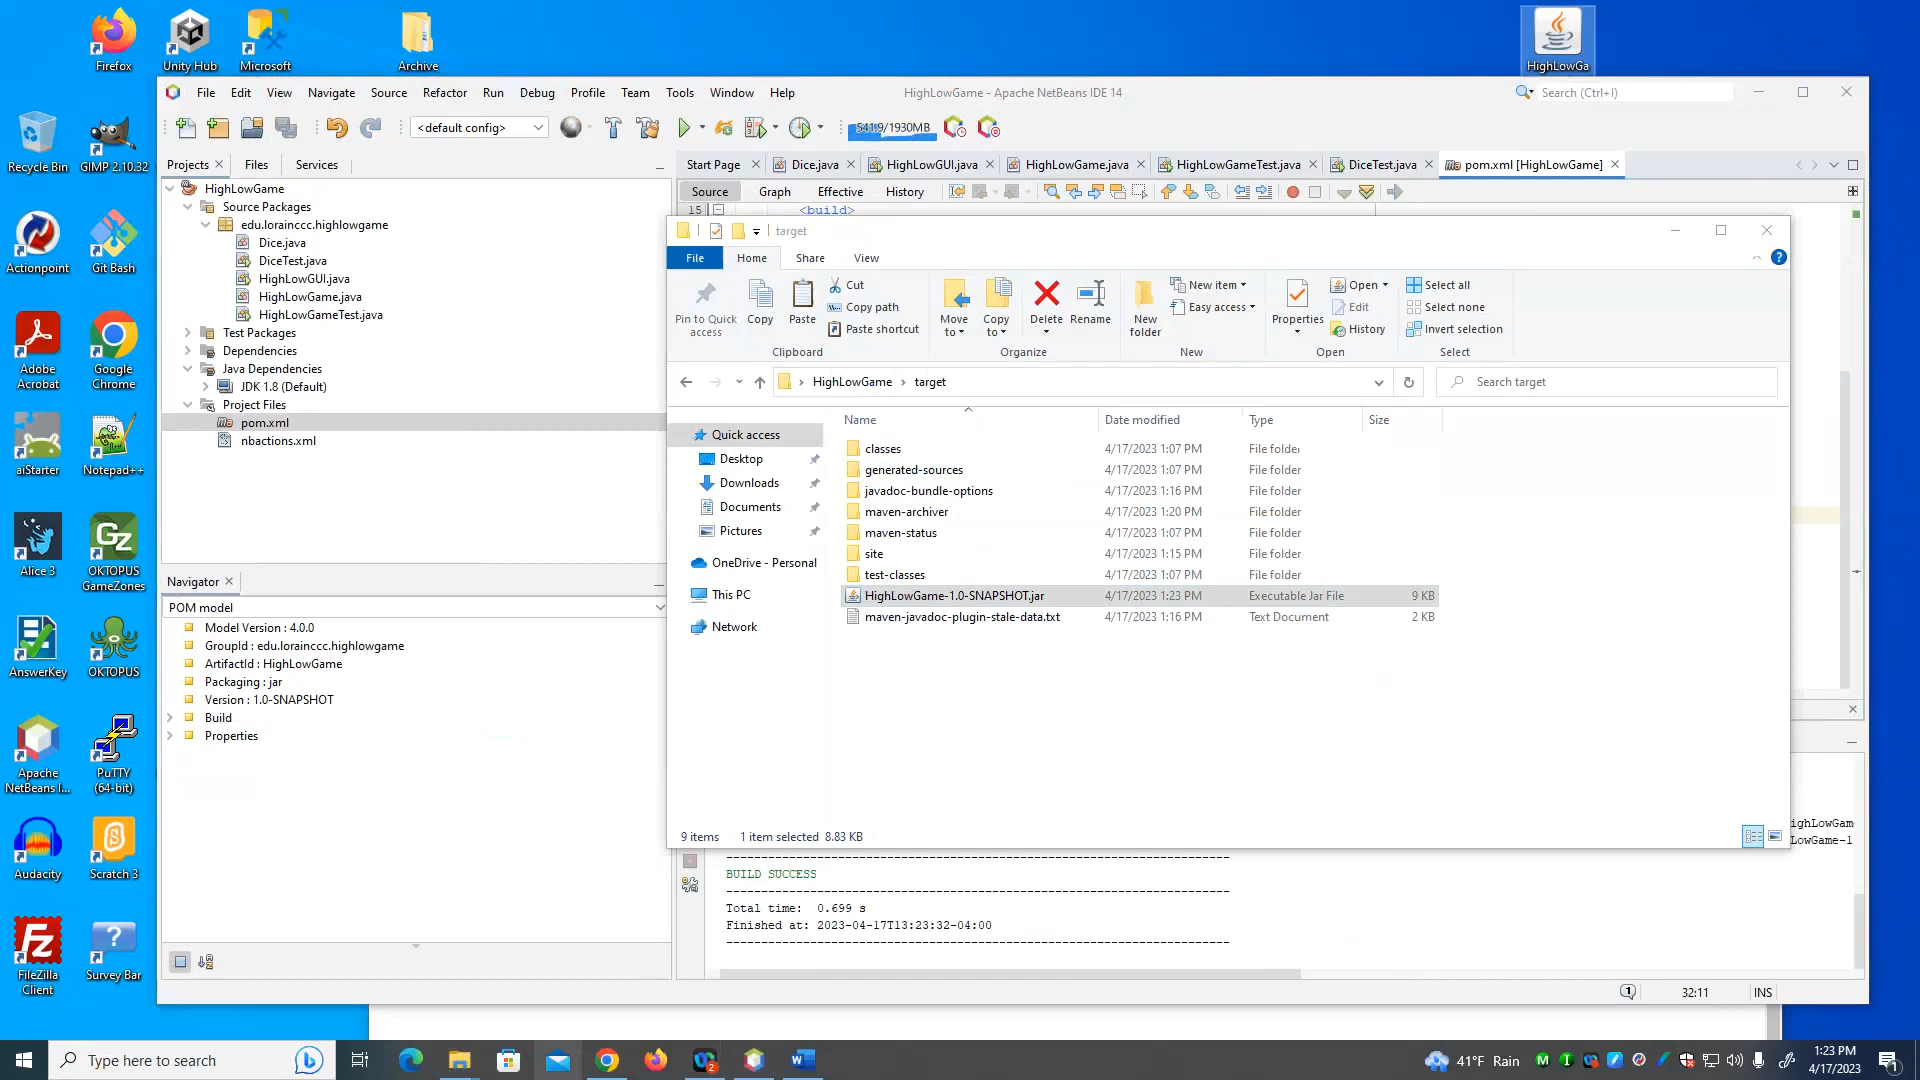 Firefox
Unity Hub
Microsoft
Archive
HighLowGa
Recycle Bin
GIMP 2.10.32
Actionpoint
Git Bash
Adobe Acrobat
Google Chrome
aiStarter
Notepad++
Alice 3
OKTOPUS GameZones
AnswerKey
OKTOPUS
Apache NetBeans I...
PuTTY (64-bit)
Audacity
Scratch 3
FileZilla Client
Survey Bar
File Edit View Navigate Source Refactor Run Debug Profile Team Tools Window Help
HighLowGame - Apache NetBeans IDE 14
Search (Ctrl+I)
<default config>
541.9/1930MB
Projects Files Services
HighLowGame
Source Packages
edu.lorainccc.highlowgame
Dice.java
DiceTest.java
HighLowGUI.java
HighLowGame.java
HighLowGameTest.java
Test Packages
Dependencies
Java Dependencies
JDK 1.8 (Default)
Project Files
pom.xml
nbactions.xml
Navigator
POM model
Model Version : 4.0.0
GroupId : edu.lorainccc.highlowgame
ArtifactId : HighLowGame
Packaging : jar
Version : 1.0-SNAPSHOT
Build
Properties
Start Page Dice.java HighLowGUI.java HighLowGame.java HighLowGameTest.java DiceTest.java pom.xml [HighLowGame]
Source Graph Effective History
15 <build>
target
File Home Share View
Pin to Quick access
Copy
Paste
Cut
Copy path
Paste shortcut
Clipboard
Move to
Copy to
Delete
Rename
Organize
New folder
New item
Easy access
New
Properties
Open
Edit
History
Open
Select all
Select none
Invert selection
Select
HighLowGame target
Search target
Quick access
Desktop
Downloads
Documents
Pictures
OneDrive - Personal
This PC
Network
Name Date modified Type Size
classes 4/17/2023 1:07 PM File folder
generated-sources 4/17/2023 1:07 PM File folder
javadoc-bundle-options 4/17/2023 1:16 PM File folder
maven-archiver 4/17/2023 1:20 PM File folder
maven-status 4/17/2023 1:07 PM File folder
site 4/17/2023 1:15 PM File folder
test-classes 4/17/2023 1:07 PM File folder
HighLowGame-1.0-SNAPSHOT.jar 4/17/2023 1:23 PM Executable Jar File 9 KB
maven-javadoc-plugin-stale-data.txt 4/17/2023 1:16 PM Text Document 2 KB
9 items 1 item selected 8.83 KB
ighLowGam
LowGame-1
------------------------------------------------------------------------
BUILD SUCCESS
------------------------------------------------------------------------
Total time: 0.699 s
Finished at: 2023-04-17T13:23:32-04:00
------------------------------------------------------------------------
1
32:11
INS
Type here to search
2
41°F Rain
1:23 PM
4/17/2023
1